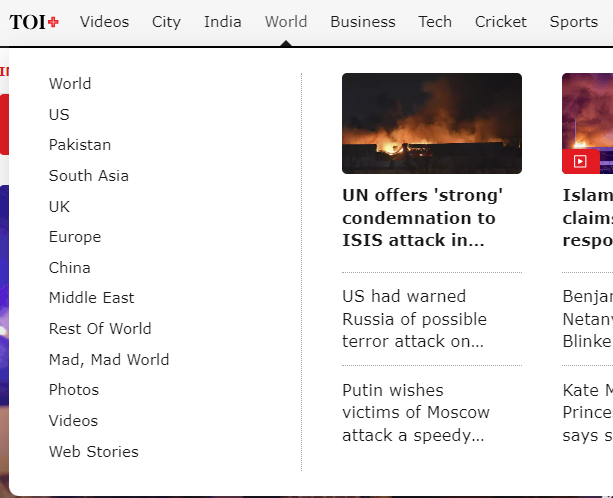 TOI+ Videos City India World Business Tech Cricket Sports
World
US
Pakistan
South Asia
UK
Europe
China
Middle East
Rest Of World
Mad, Mad World
Photos
Videos
Web Stories
UN offers 'strong'
condemnation to
ISIS attack in...
US had warned
Russia of possible
terror attack on...
Putin wishes
victims of Moscow
attack a speedy...
Islam
claims
respo
Benjar
Netany
Blinke
Kate M
Prince
says s